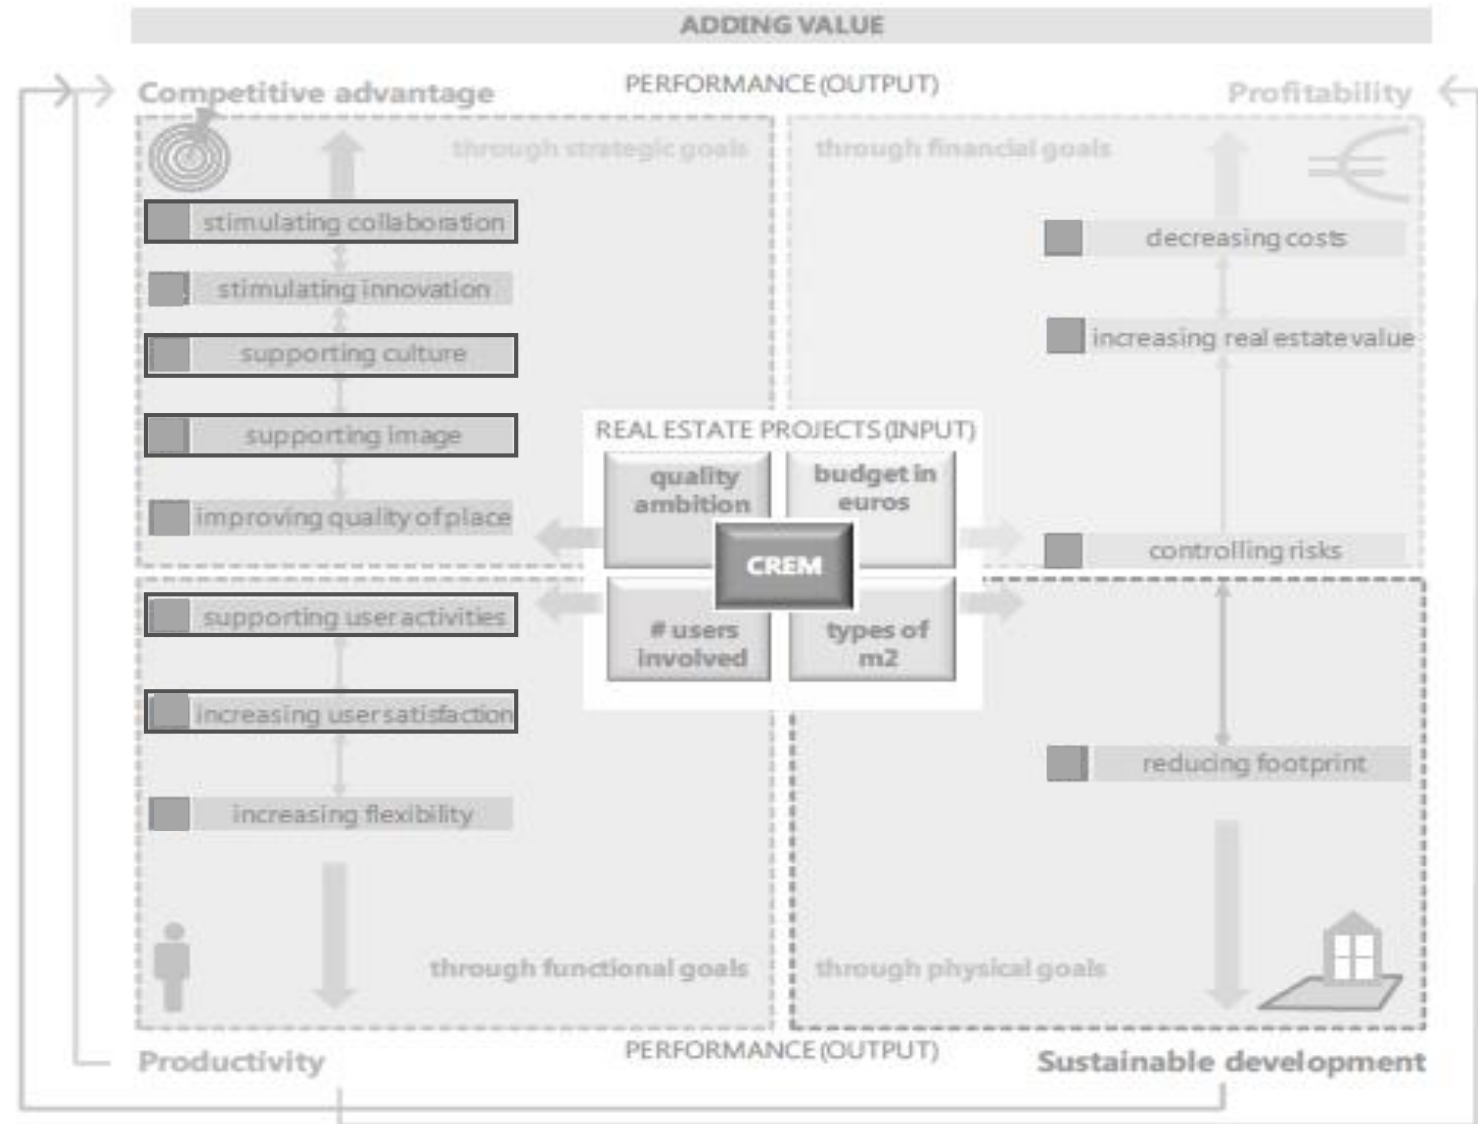 ADDING VALUE
PERFORMANCE (OUTPUT)
Competitive advantage
Profitability
through strategic goals
through financial goals
stimulating collaboration
stimulating innovation
supporting culture
supporting image
improving quality of place
decreasing costs
increasing real estate value
controlling risks
REAL ESTATE PROJECTS (INPUT)
quality
ambition
budget in
euros
CREM
# users
involved
types of
m2
supporting user activities
increasing user satisfaction
increasing flexibility
reducing footprint
through functional goals
through physical goals
PERFORMANCE (OUTPUT)
Productivity
Sustainable development